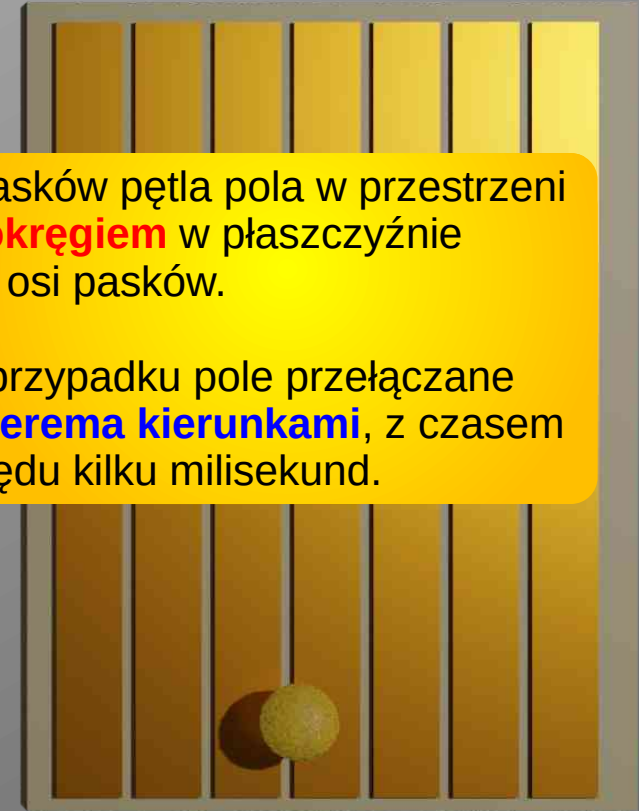 asków pętla pola w przestrzeni
okręgiem w płaszczyźnie
osi pasków.
przypadku pole przełączane
erema kierunkami, z czasem
ędu kilku milisekund.